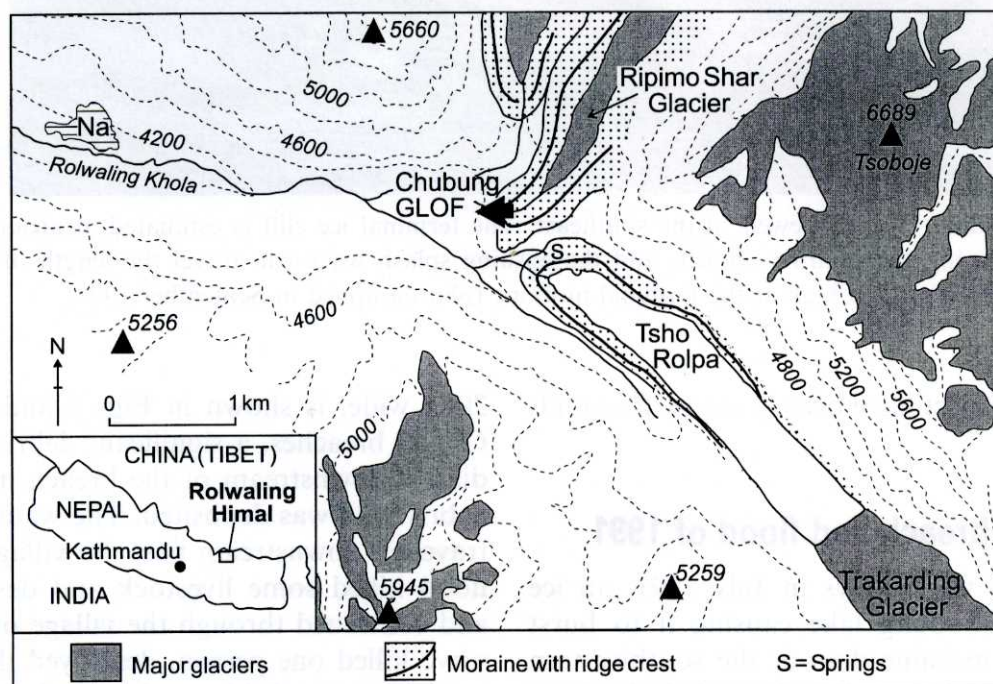 5660
5000
Ripimo Shar
Glacier
6689
Tsoboje
Na
4200
4600
Rolwaling Khola
Chubung
GLOF
S
4600
5256
Tsho
Rolpa
4800
5200
5600
N
0 1 km
5000
CHINA (TIBET)
Rolwaling
Himal
NEPAL
Kathmandu
INDIA
5945
5259
Trakarding
Glacier
Major glaciers
Moraine with ridge crest
S = Springs